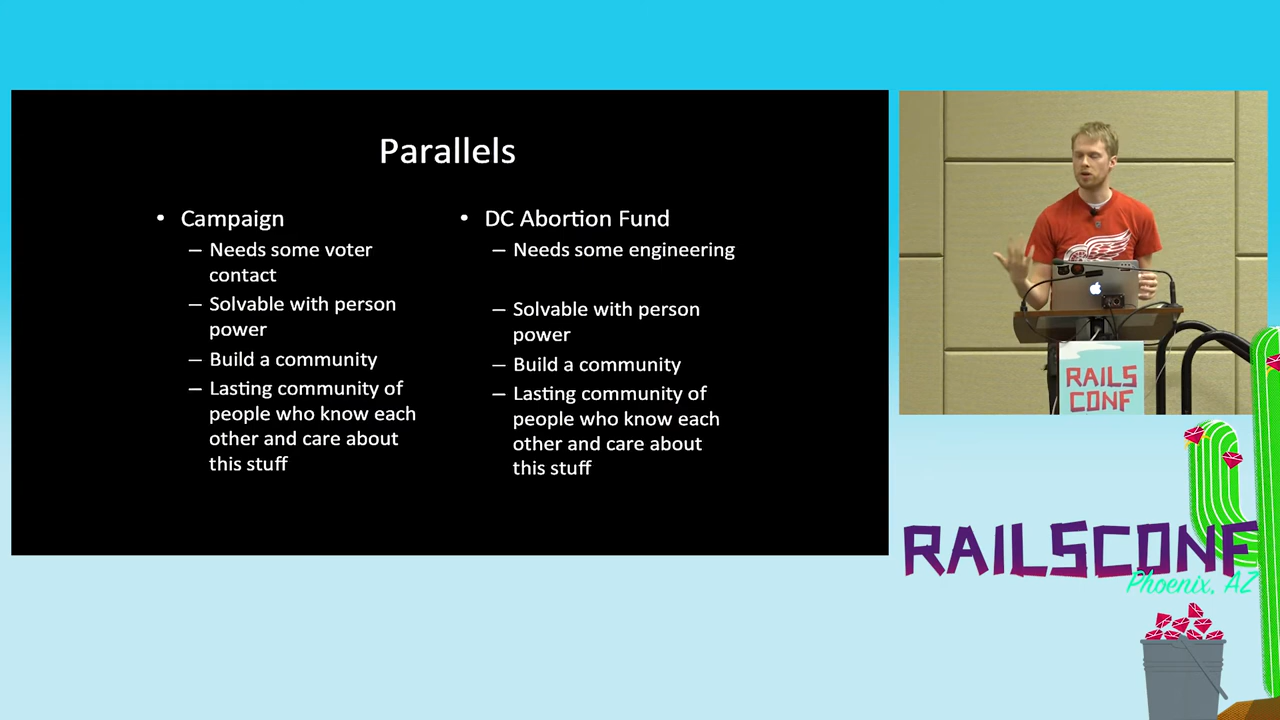 Parallels
• Campaign
– Needs some voter
contact
– Solvable with person
power
– Build a community
– Lasting community of
people who know each
other and care about
this stuff
• DC Abortion Fund
– Needs some engineering
– Solvable with person
power
– Build a community
– Lasting community of
people who know each
other and care about
this stuff
RAILS
CONF
RAILSCONF
Phoenix, AZ